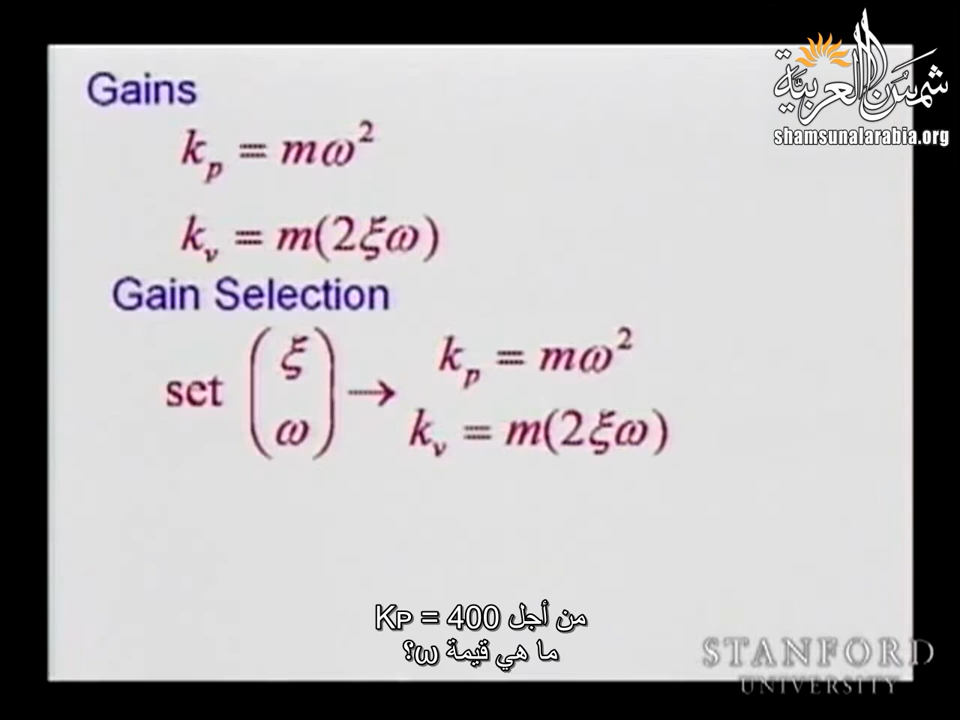 شمس العربية
shamsunalarabia.org
Gains
k_p = mω²
k_v = m(2ξω)
Gain Selection
set (ξ ω) → k_p = mω²
k_v = m(2ξω)
من أجل KP = 400
ما هي قيمة ω؟
STANFORD
UNIVERSITY